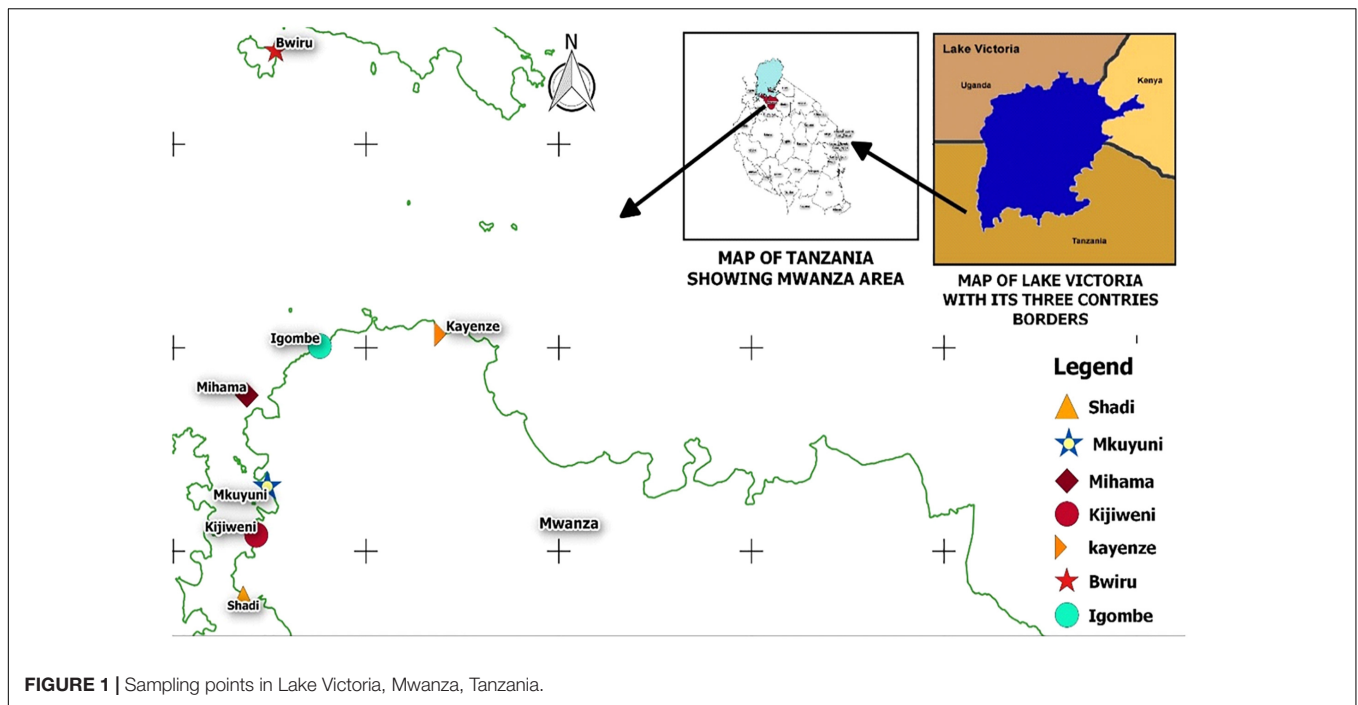 Bwiru
N
Igombe
Kayenze
Mihama
Mkuyuni
Kijiweni
Mwanza
Shadi
MAP OF TANZANIA
SHOWING MWANZA AREA
Lake Victoria
Uganda
Kenya
Tanzania
MAP OF LAKE VICTORIA
WITH ITS THREE CONTRIES
BORDERS
Legend
Shadi
Mkuyuni
Mihama
Kijiweni
kayenze
Bwiru
Igombe
FIGURE 1 | Sampling points in Lake Victoria, Mwanza, Tanzania.